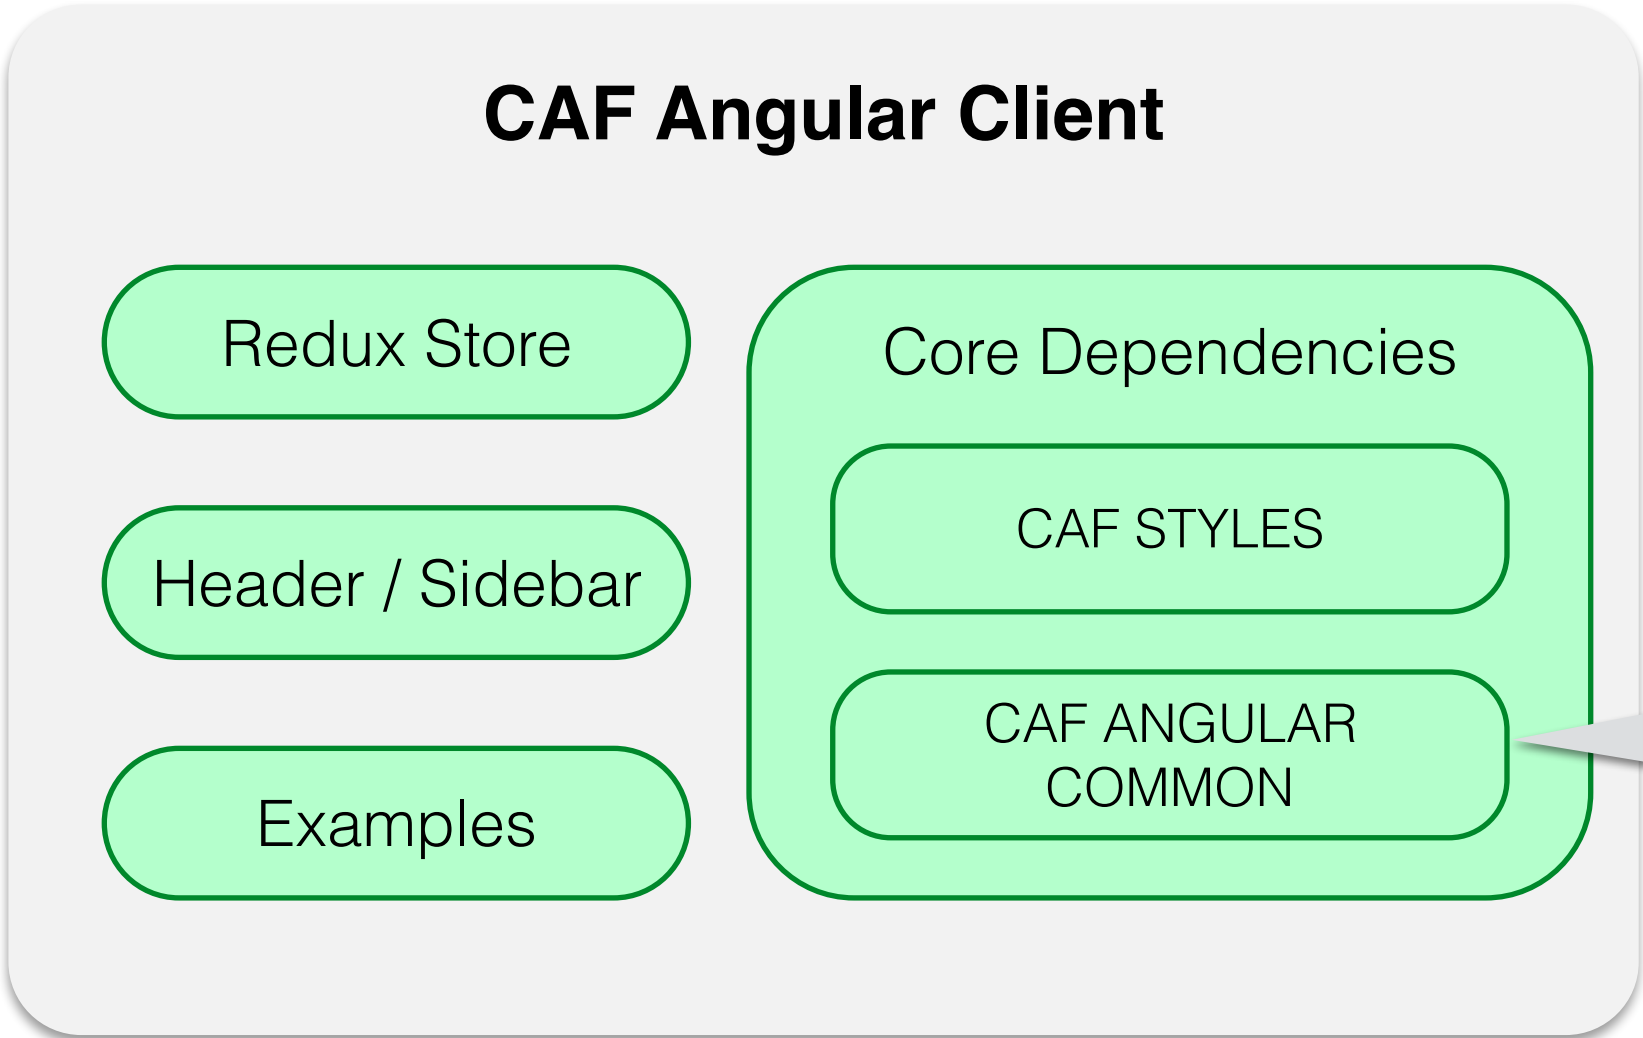 CAF Angular Client
Redux Store
Header / Sidebar
Examples
Core Dependencies
CAF STYLES
CAF ANGULAR
COMMON